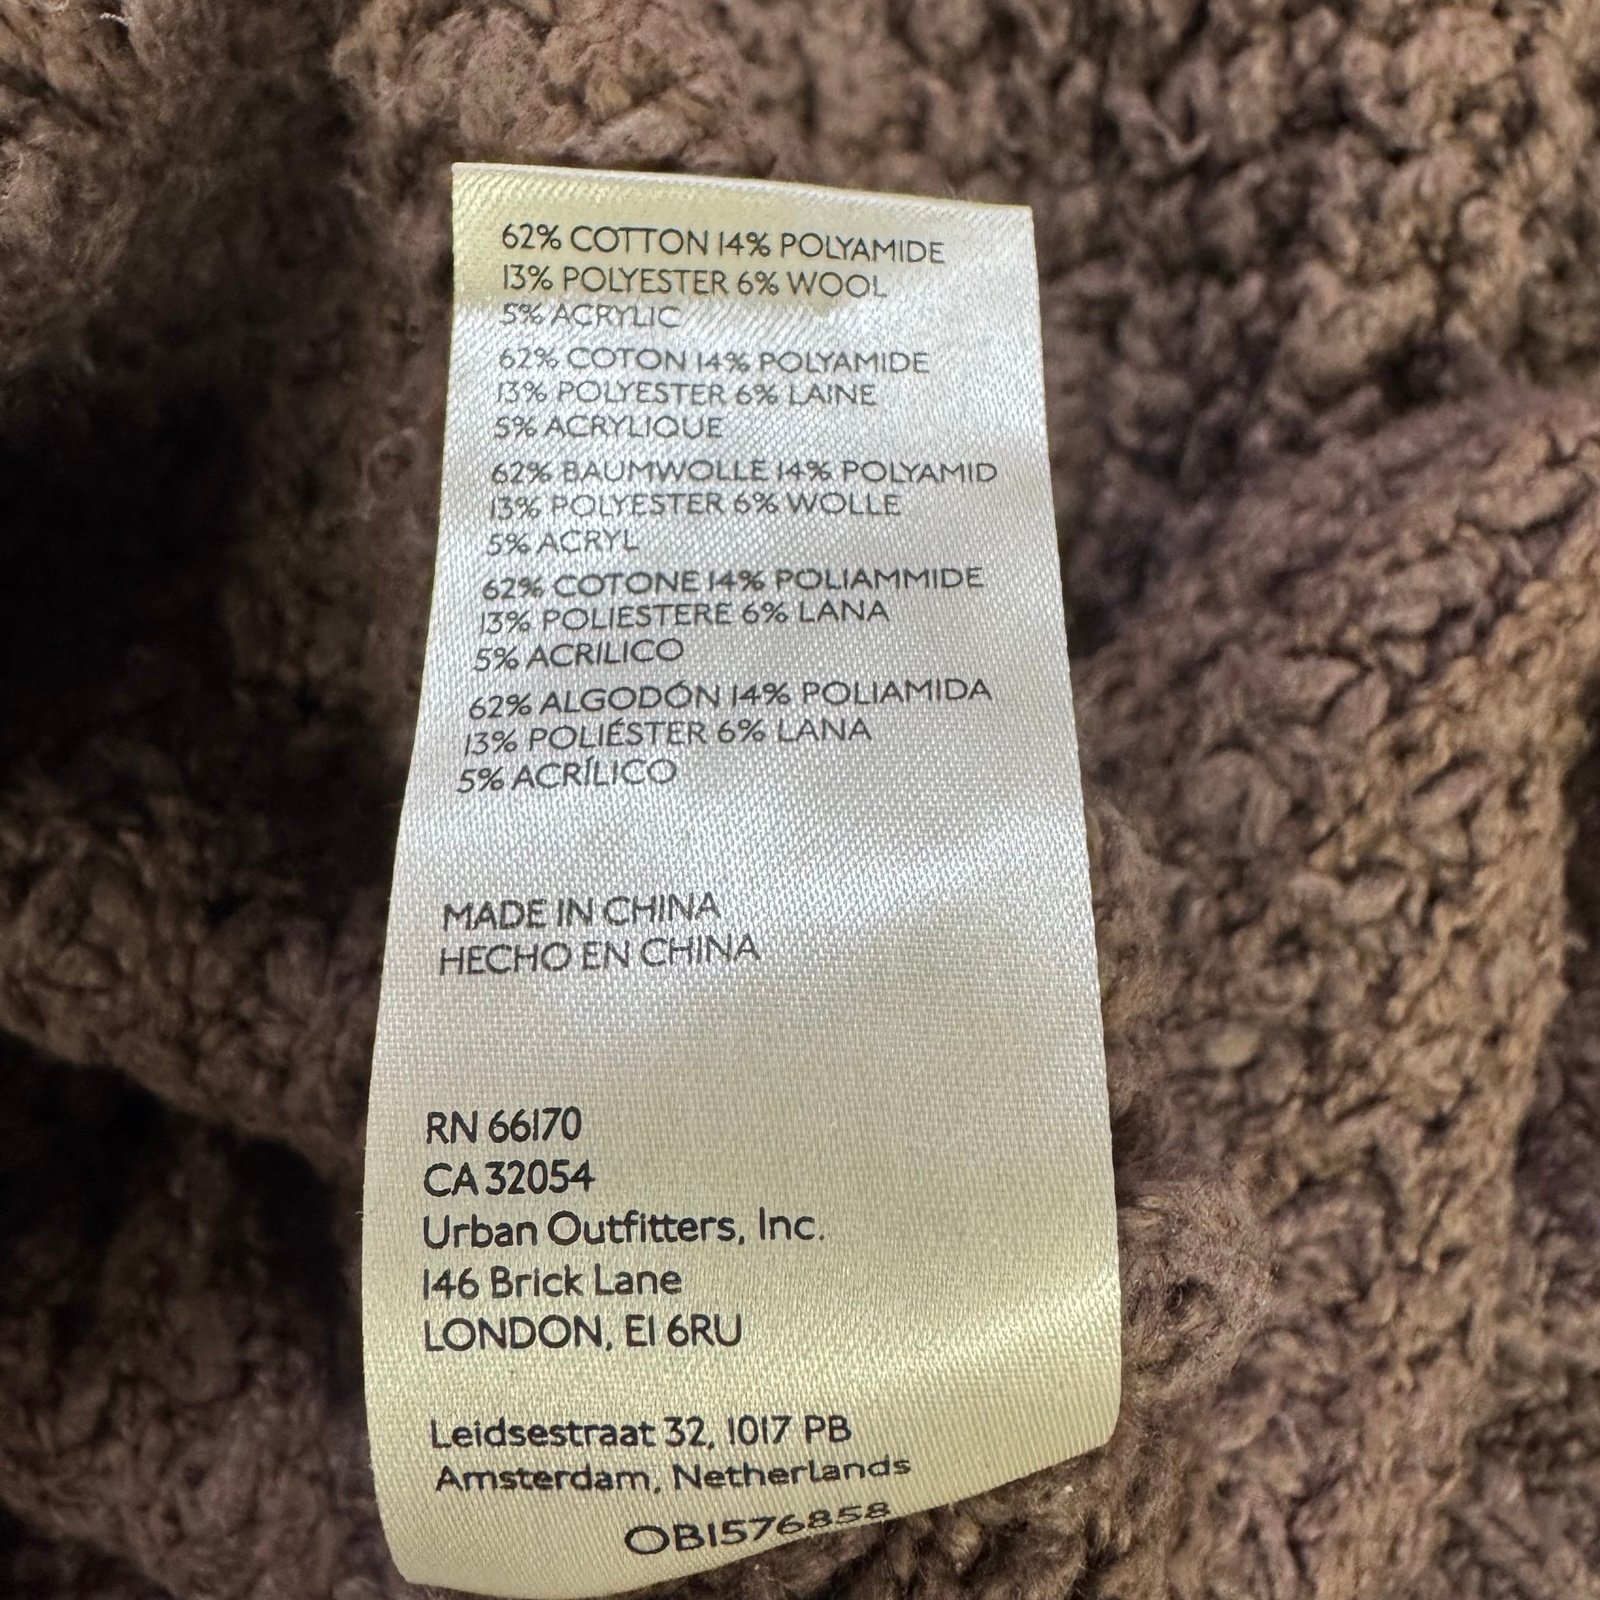 62% COTTON 14% POLYAMIDE
13% POLYESTER 6% WOOL
5% ACRYLIC
62% COTON 14% POLYAMIDE
13% POLYESTER 6% LAINE
5% ACRYLIQUE
62% BAUMWOLLE 14% POLYAMID
13% POLYESTER 6% WOLLE
5% ACRYL
62% COTONE 14% POLIAMMIDE
13% POLIESTERE 6% LANA
5% ACRILICO
62% ALGODÓN 14% POLIAMIDA
13% POLIÉSTER 6% LANA
5% ACRÍLICO
MADE IN CHINA
HECHO EN CHINA
RN 66170
CA 32054
Urban Outfitters, Inc.
146 Brick Lane
LONDON, E1 6RU
Leidsestraat 32, 1017 PB
Amsterdam, Netherlands
OB1576858